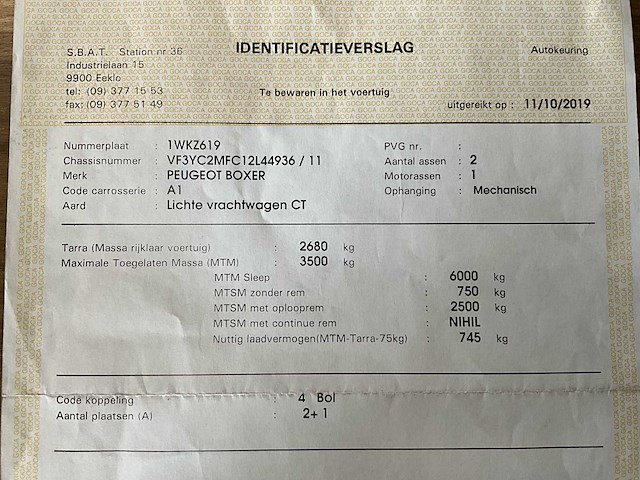 IDENTIFICATIEVERSLAG
S.B.A.T. Station nr 36
Autokeuring
Industrielaan 15
9900 Eeklo
tel: (09) 377 15 53
Te bewaren in het voertuig
fax: (09) 377 51 49
uitgereikt op : 11/10/2019
Nummerplaat : 1WKZ619 PVG nr. :
Chassisnummer : VF3YC2MFC12L44936 / 11 Aantal assen : 2
Merk : PEUGEOT BOXER Motorassen : 1
Code carrosserie : A1 Ophanging : Mechanisch
Aard : Lichte vrachtwagen CT
Tarra (Massa rijklaar voertuig) : 2680 kg
Maximale Toegelaten Massa (MTM) : 3500 kg
MTM Sleep : 6000 kg
MTSM zonder rem : 750 kg
MTSM met oplooprem : 2500 kg
MTSM met continue rem : NIHIL
Nuttig laadvermogen(MTM-Tarra-75kg) : 745 kg
Code koppeling : 4 Bol
Aantal plaatsen (A) : 2+ 1